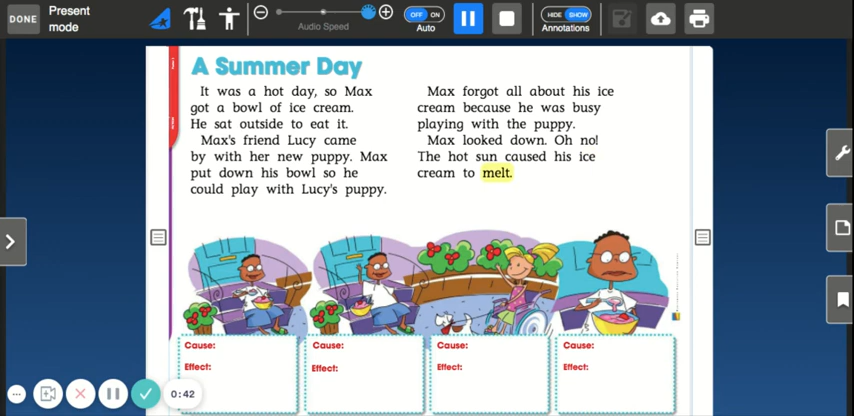 DONE
Present
mode
Audio Speed
OFF ON
Auto
HIDE SHOW
Annotations
A Summer Day
It was a hot day, so Max
got a bowl of ice cream.
He sat outside to eat it.
Max's friend Lucy came
by with her new puppy. Max
put down his bowl so he
could play with Lucy's puppy.
Max forgot all about his ice
cream because he was busy
playing with the puppy.
Max looked down. Oh no!
The hot sun caused his ice
cream to melt.
Cause:
Effect:
Cause:
Effect:
Cause:
Effect:
Cause:
Effect:
0:42